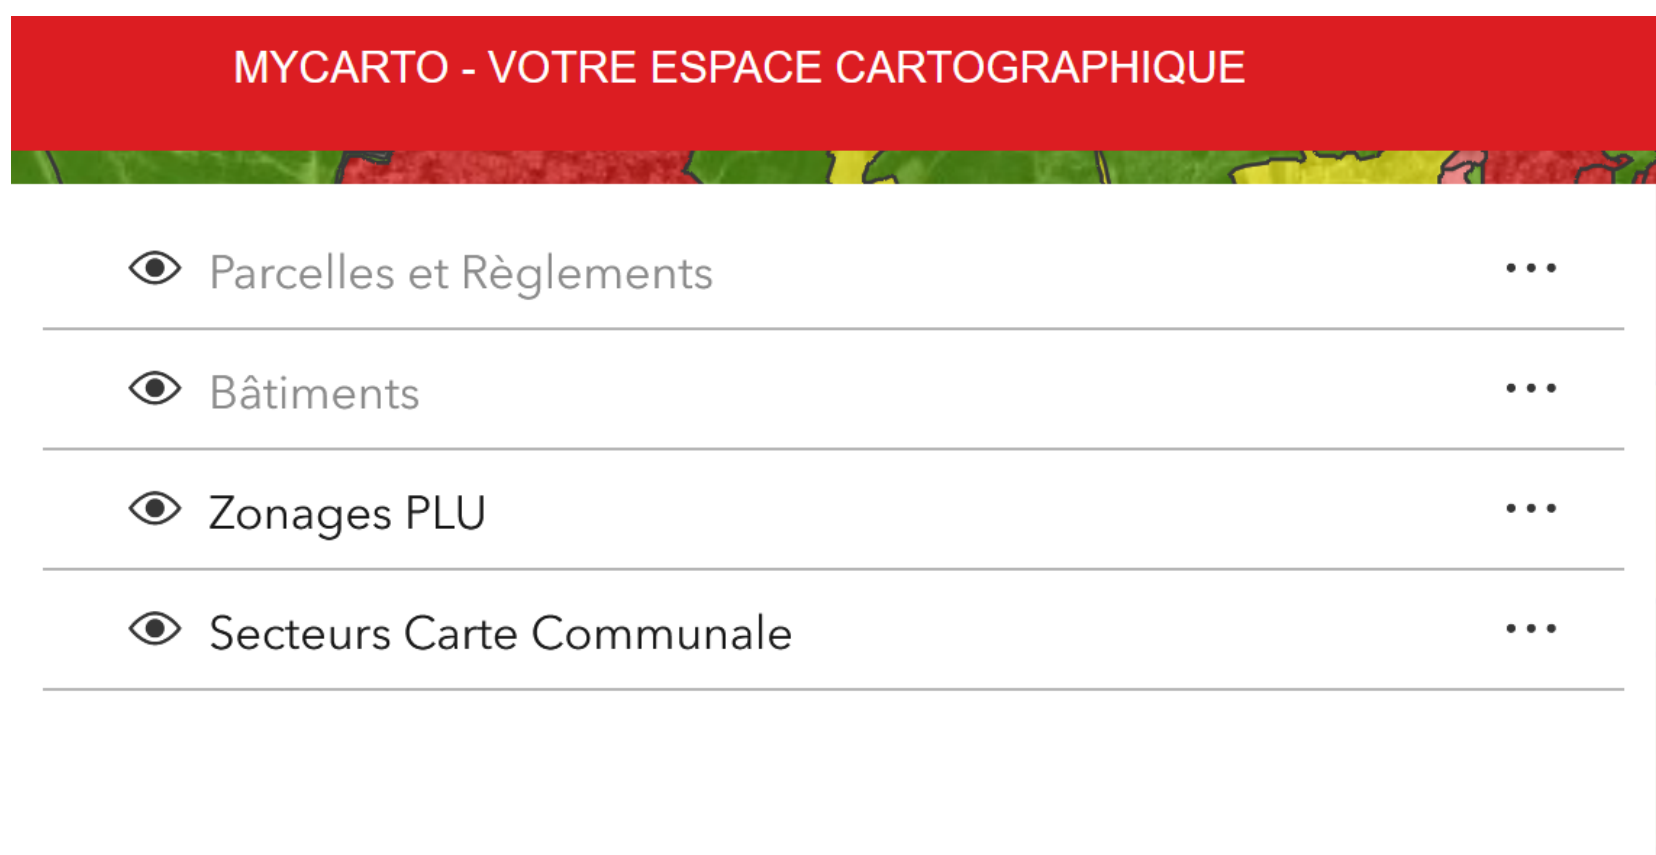 MYCARTO - VOTRE ESPACE CARTOGRAPHIQUE
Parcelles et Règlements
Bâtiments
Zonages PLU
Secteurs Carte Communale